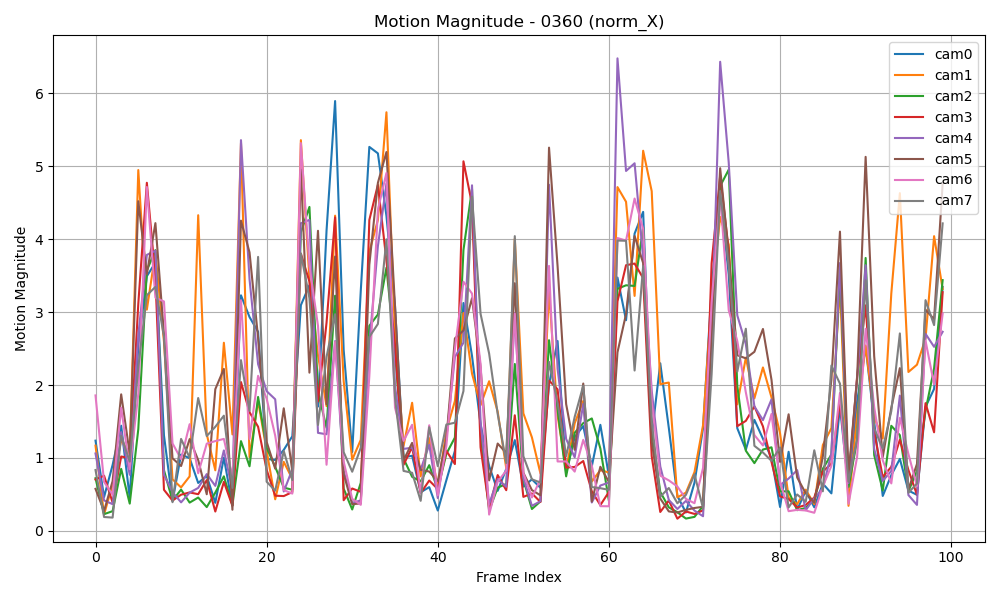 Motion Magnitude - 0360 (norm_X)
Motion Magnitude
6
5
4
3
2
1
0
0 20 40 60 80 100
Frame Index
cam0
cam1
cam2
cam3
cam4
cam5
cam6
cam7